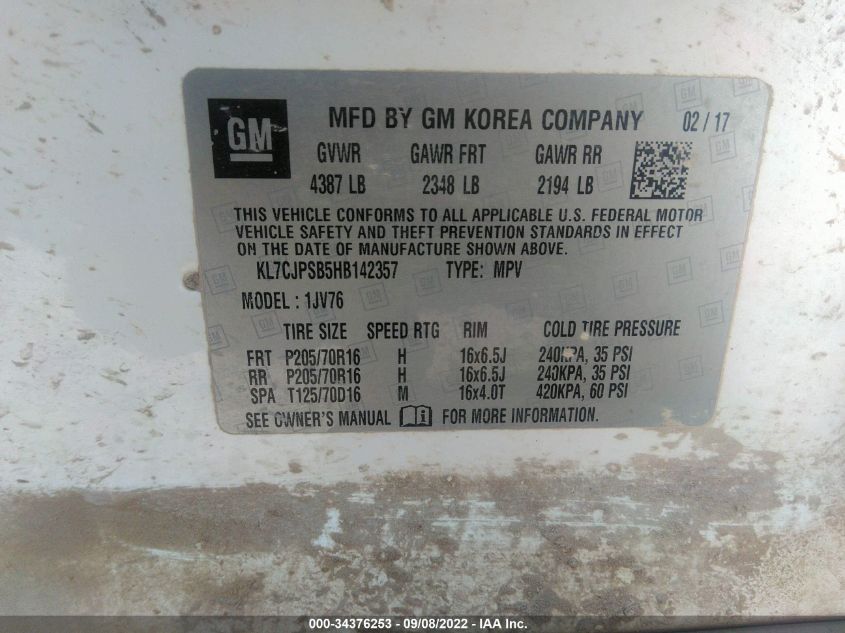 GM
MFD BY GM KOREA COMPANY 02 / 17
GVWR GAWR FRT GAWR RR
4387 LB 2348 LB 2194 LB
THIS VEHICLE CONFORMS TO ALL APPLICABLE U.S. FEDERAL MOTOR
VEHICLE SAFETY AND THEFT PREVENTION STANDARDS IN EFFECT
ON THE DATE OF MANUFACTURE SHOWN ABOVE.
KL7CJPSB5HB142357 TYPE: MPV
MODEL : 1JV76
TIRE SIZE SPEED RTG RIM COLD TIRE PRESSURE
FRT P205/70R16 H 16x6.5J 240KPA, 35 PSI
RR P205/70R16 H 16x6.5J 240KPA, 35 PSI
SPA T125/70D16 M 16x4.0T 420KPA, 60 PSI
SEE OWNER'S MANUAL FOR MORE INFORMATION.
000-34376253 - 09/08/2022 - IAA Inc.